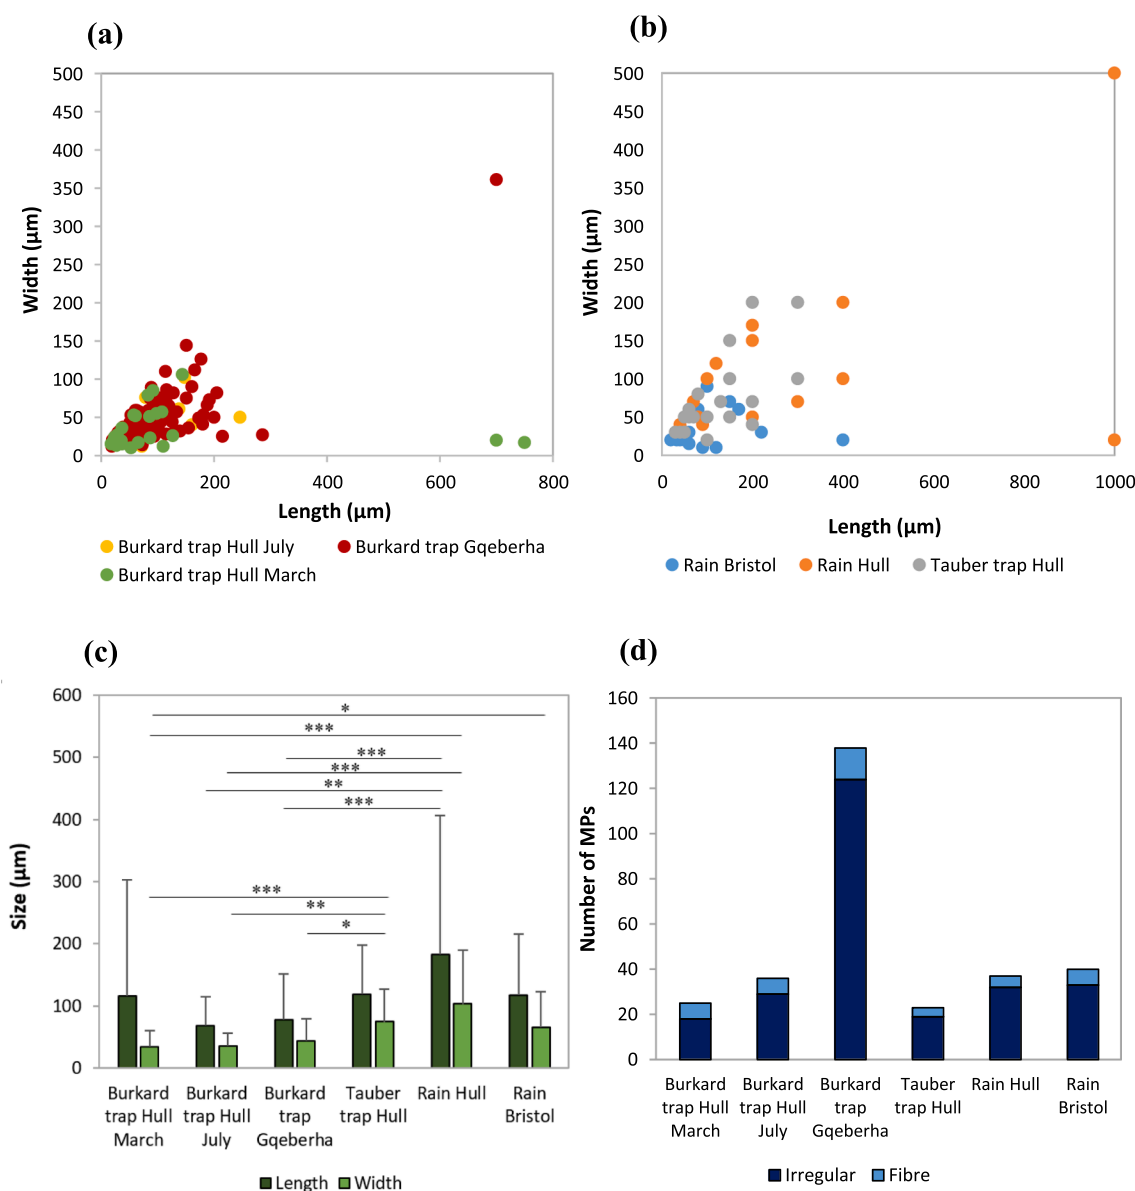 (a)
500
450
400
350
300
250
200
150
100
50
0
Width (µm)
0 200 400 600 800
Length (µm)
Burkard trap Hull July Burkard trap Gqeberha
Burkard trap Hull March
(b)
500
450
400
350
300
250
200
150
100
50
0
Width (µm)
0 200 400 600 800 1000
Length (µm)
Rain Bristol Rain Hull Tauber trap Hull
(c)
600
500
400
300
200
100
0
Size (µm)
*
***
***
***
**
***
***
**
*
Burkard trap Hull March
Burkard trap Hull July
Burkard trap Gqeberha
Tauber trap Hull
Rain Hull
Rain Bristol
Length Width
(d)
160
140
120
100
80
60
40
20
0
Number of MPs
Burkard trap Hull March
Burkard trap Hull July
Burkard trap Gqeberha
Tauber trap Hull
Rain Hull
Rain Bristol
Irregular Fibre